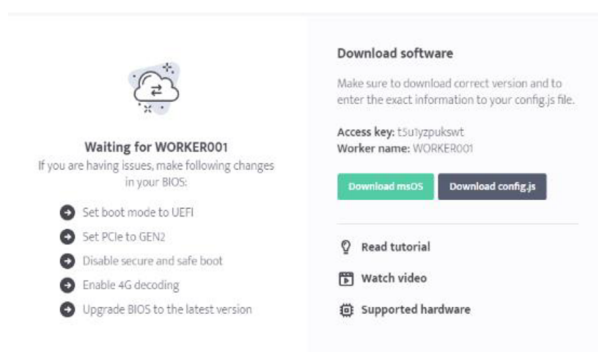 Waiting for WORKER001
If you are having issues, make following changes
in your BIOS:
Set boot mode to UEFI
Set PCIe to GEN2
Disable secure and safe boot
Enable 4G decoding
Upgrade BIOS to the latest version
Download software
Make sure to download correct version and to
enter the exact information to your config.js file.
Access key: t5u1yzpukswt
Worker name: WORKER001
Download msOS
Download config.js
Read tutorial
Watch video
Supported hardware